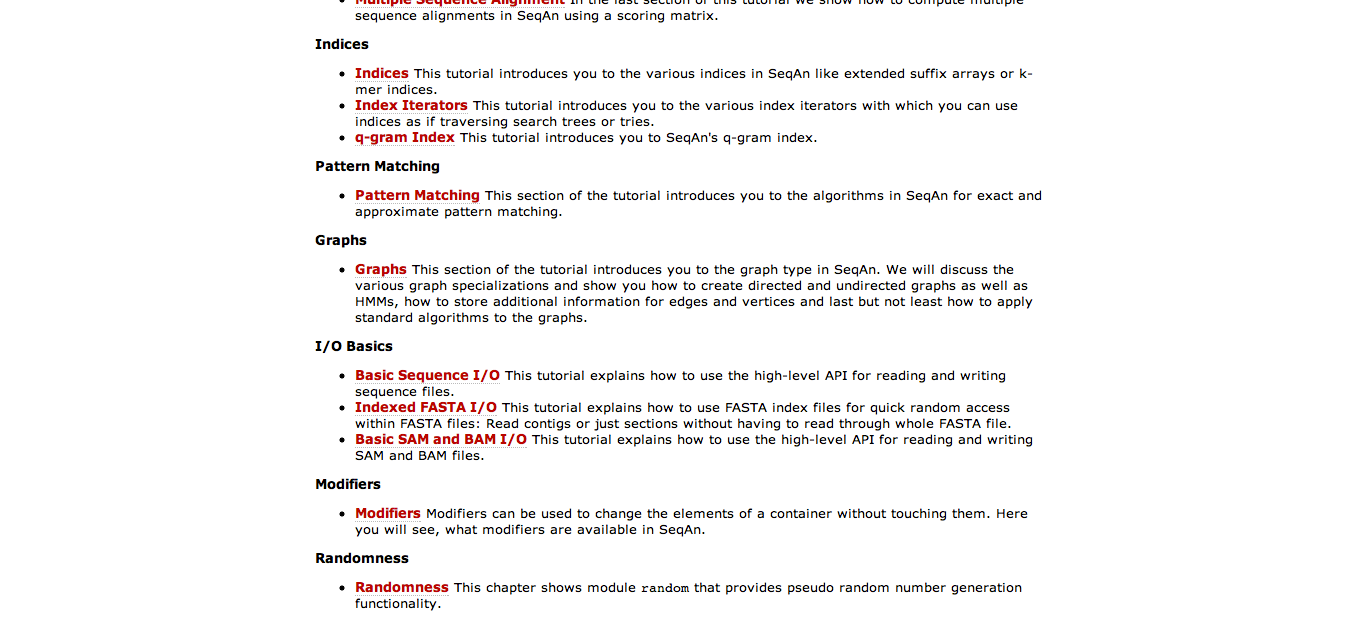 Multiple Sequence Alignment In the last section of this tutorial we show how to compute multiple
sequence alignments in SeqAn using a scoring matrix.
Indices
• Indices This tutorial introduces you to the various indices in SeqAn like extended suffix arrays or k-
mer indices.
• Index Iterators This tutorial introduces you to the various index iterators with which you can use
indices as if traversing search trees or tries.
• q-gram Index This tutorial introduces you to SeqAn's q-gram index.
Pattern Matching
• Pattern Matching This section of the tutorial introduces you to the algorithms in SeqAn for exact and
approximate pattern matching.
Graphs
• Graphs This section of the tutorial introduces you to the graph type in SeqAn. We will discuss the
various graph specializations and show you how to create directed and undirected graphs as well as
HMMs, how to store additional information for edges and vertices and last but not least how to apply
standard algorithms to the graphs.
I/O Basics
• Basic Sequence I/O This tutorial explains how to use the high-level API for reading and writing
sequence files.
• Indexed FASTA I/O This tutorial explains how to use FASTA index files for quick random access
within FASTA files: Read contigs or just sections without having to read through whole FASTA file.
• Basic SAM and BAM I/O This tutorial explains how to use the high-level API for reading and writing
SAM and BAM files.
Modifiers
• Modifiers Modifiers can be used to change the elements of a container without touching them. Here
you will see, what modifiers are available in SeqAn.
Randomness
• Randomness This chapter shows module random that provides pseudo random number generation
functionality.